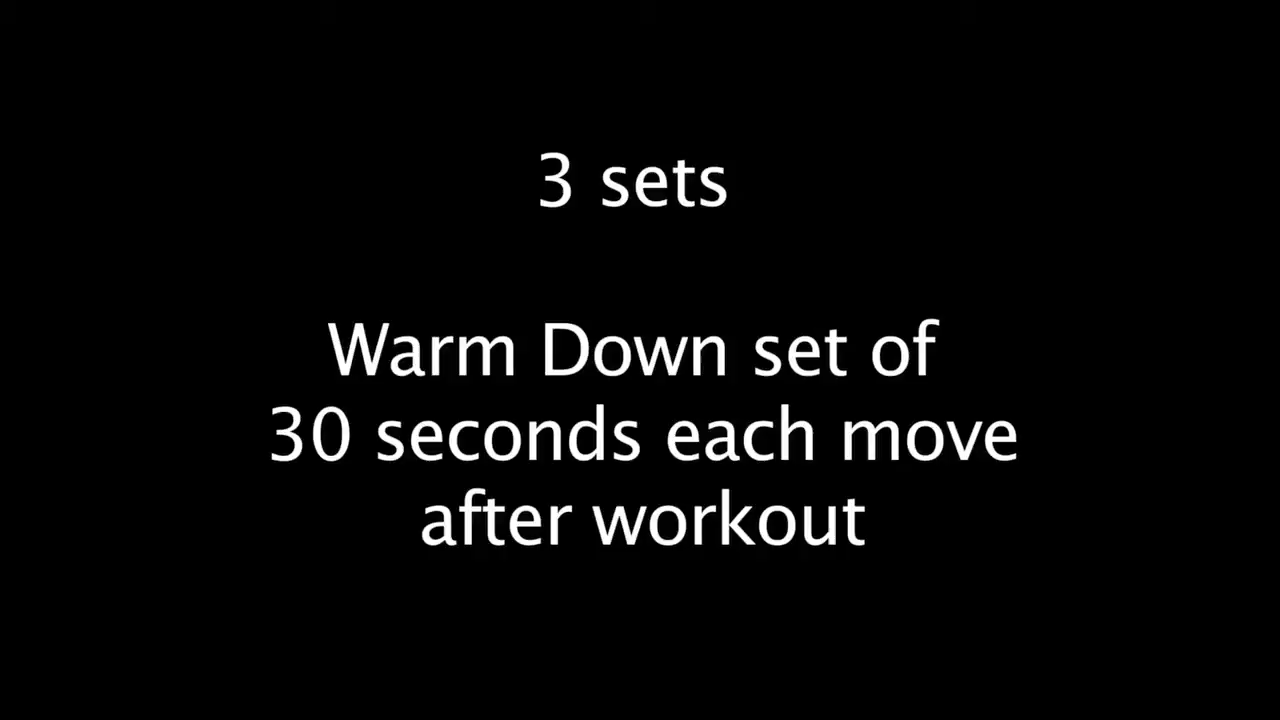 3 sets
Warm Down set of
30 seconds each move
after workout